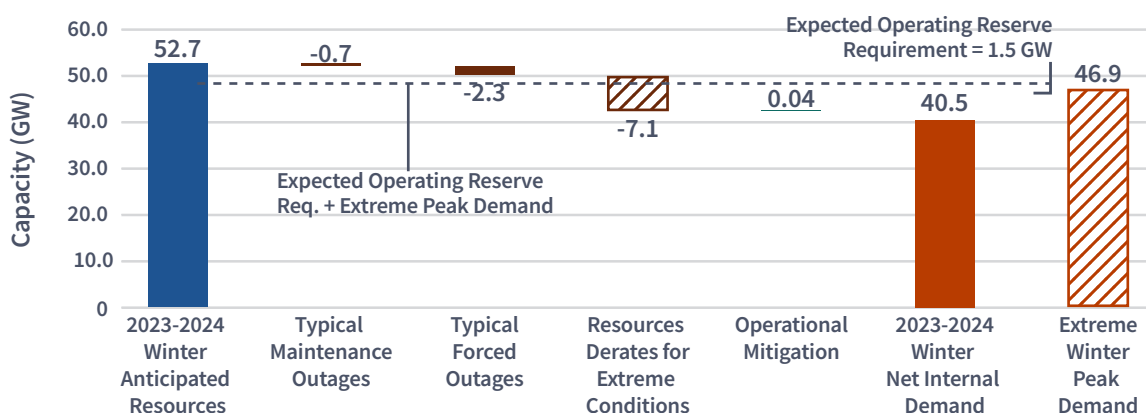 Expected Operating Reserve
Requirement = 1.5 GW
60.0
50.0
40.0
30.0
20.0
10.0
0
Capacity (GW)
52.7
-0.7
-2.3
-7.1
0.04
40.5
46.9
Expected Operating Reserve
Req. + Extreme Peak Demand
2023-2024
Winter
Anticipated
Resources
Typical
Maintenance
Outages
Typical
Forced
Outages
Resources
Derates for
Extreme
Conditions
Operational
Mitigation
2023-2024
Winter
Net Internal
Demand
Extreme
Winter
Peak
Demand